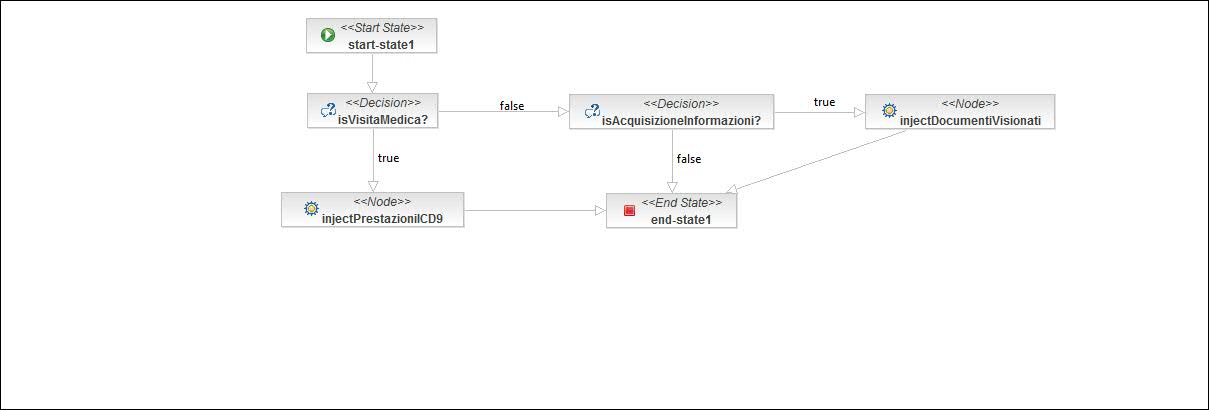 <<Start State>>
start-state1
<<Decision>>
isVisitaMedica?
false
<<Decision>>
isAcquisizioneInformazioni?
true
<<Node>>
injectDocumentiVisionati
true
false
<<Node>>
injectPrestazioniICD9
<<End State>>
end-state1